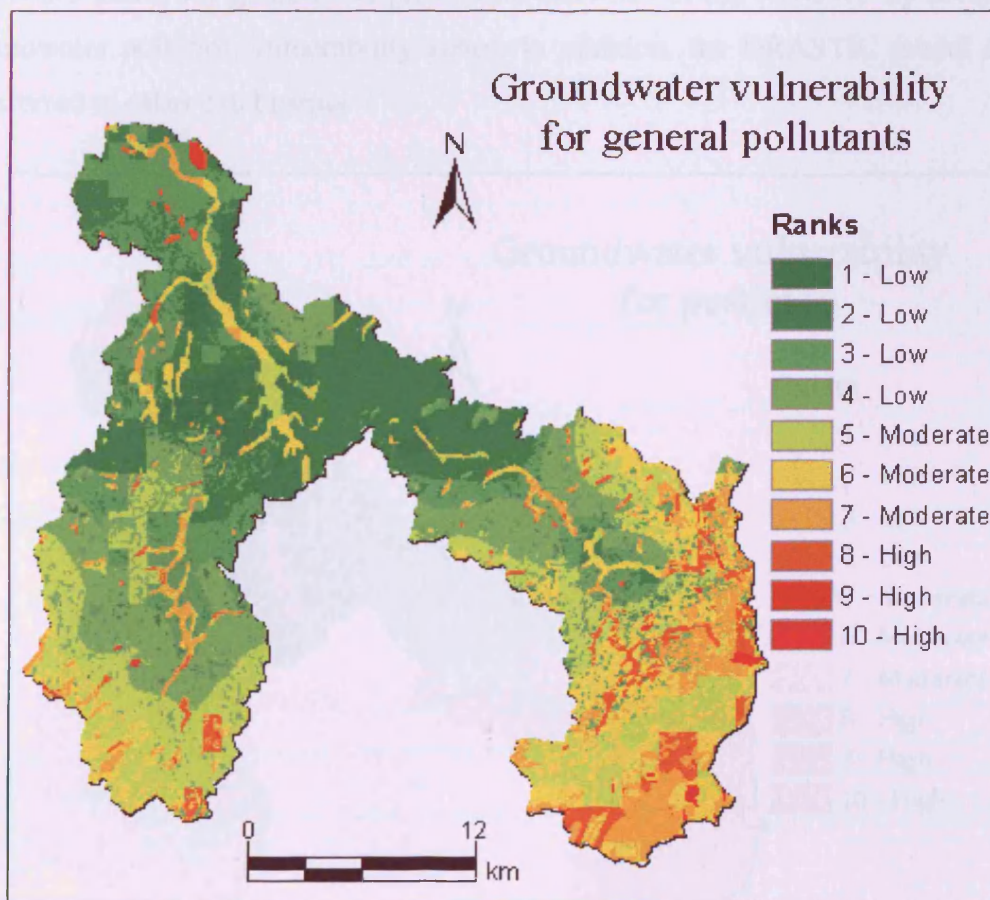 Groundwater vulnerability
for general pollutants
N
Ranks
1 - Low
2 - Low
3 - Low
4 - Low
5 - Moderate
6 - Moderate
7 - Moderate
8 - High
9 - High
10 - High
0 12
km